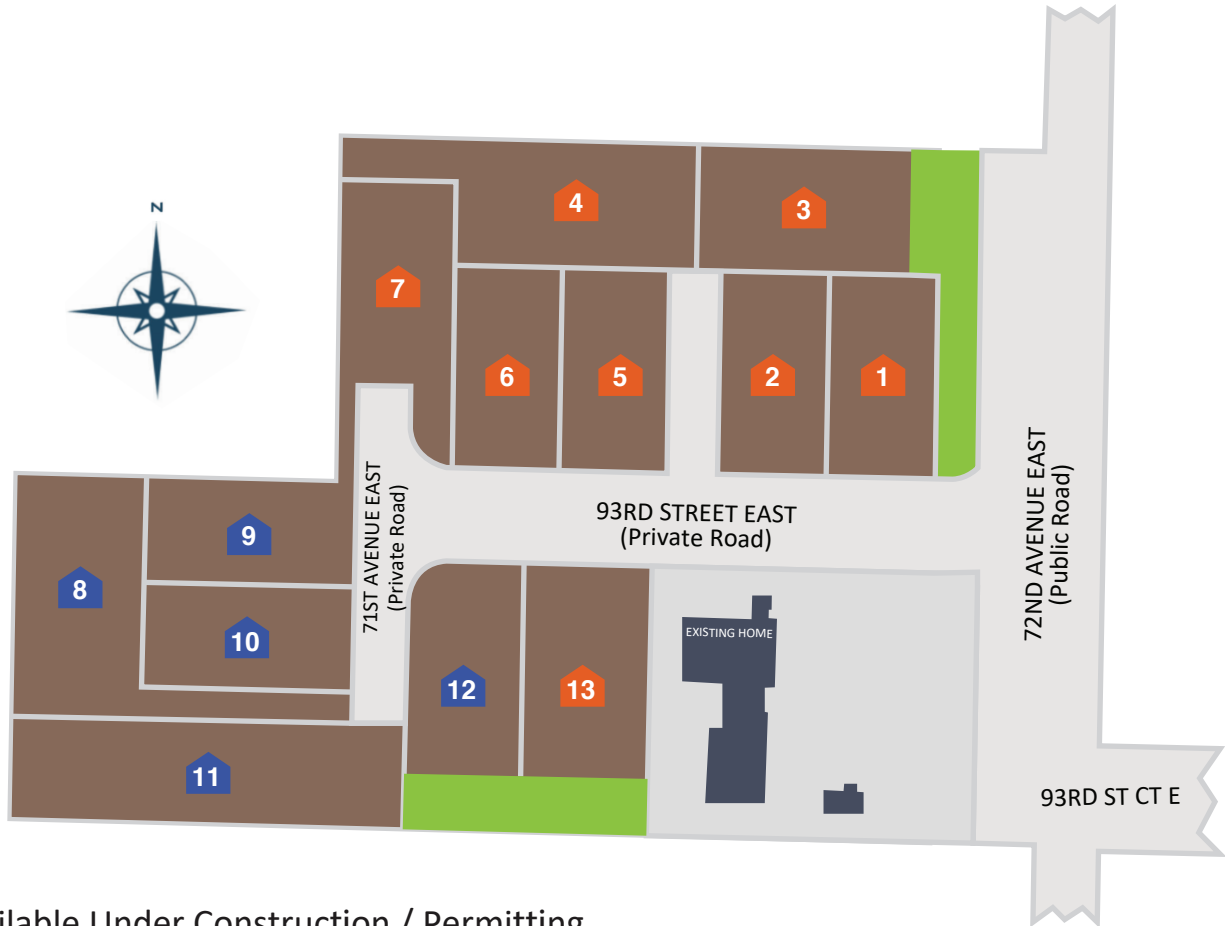 N
4
3
7
6
5
2
1
93RD STREET EAST
(Private Road)
71ST AVENUE EAST
(Private Road)
72ND AVENUE EAST
(Public Road)
9
8
10
EXISTING HOME
12
13
11
93RD ST CT E
Under Construction / Permitting